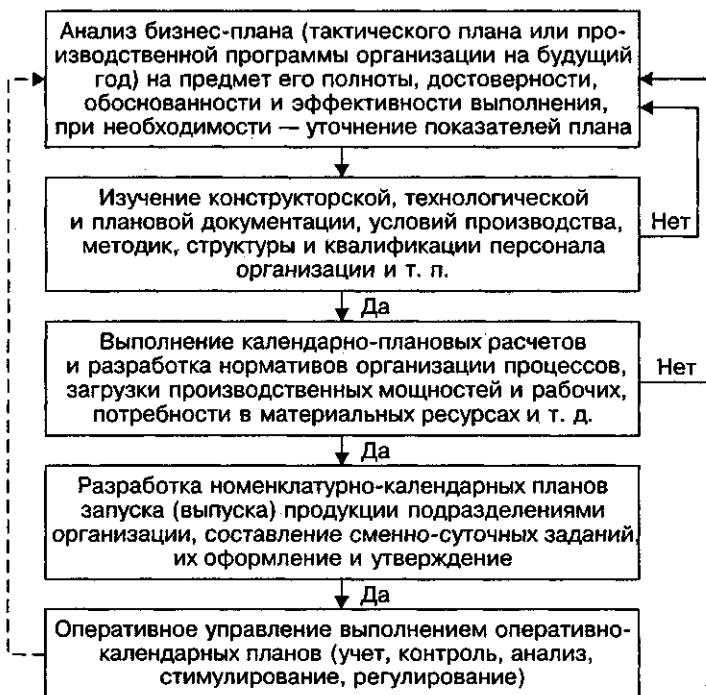 Анализ бизнес-плана (тактического плана или про-
изводственной программы организации на будущий
год) на предмет его полноты, достоверности,
обоснованности и эффективности выполнения,
при необходимости — уточнение показателей плана
Изучение конструкторской, технологической
и плановой документации, условий производства,
методик, структуры и квалификации персонала
организации и т. п.
Нет
Да
Выполнение календарно-плановых расчетов
и разработка нормативов организации процессов,
загрузки производственных мощностей и рабочих,
потребности в материальных ресурсах и т. д.
Нет
Да
Разработка номенклатурно-календарных планов
запуска (выпуска) продукции подразделениями
организации, составление сменно-суточных заданий,
их оформление и утверждение
Да
Оперативное управление выполнением оперативно-
календарных планов (учет, контроль, анализ,
стимулирование, регулирование)